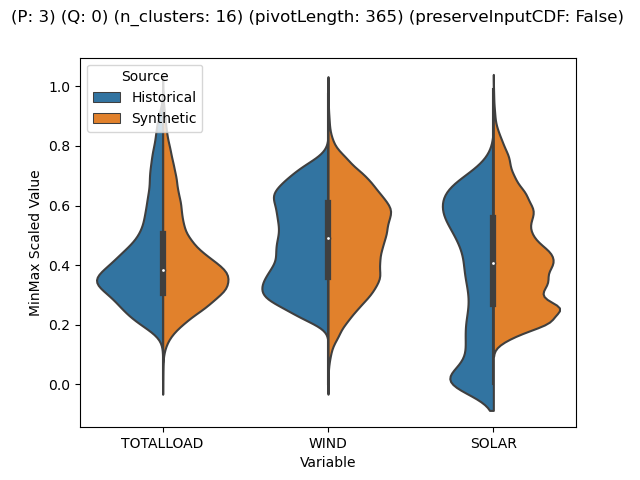 (P: 3) (Q: 0) (n_clusters: 16) (pivotLength: 365) (preserveInputCDF: False)
Source
Historical
Synthetic
MinMax Scaled Value
1.0
0.8
0.6
0.4
0.2
0.0
TOTALLOAD WIND SOLAR
Variable